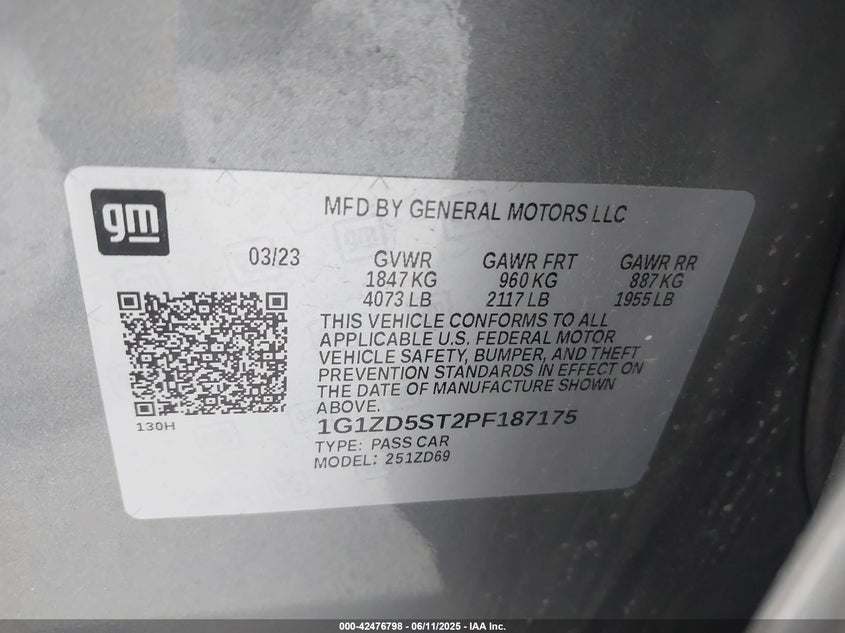 gm
MFD BY GENERAL MOTORS LLC
03/23 GVWR GAWR FRT GAWR RR
1847 KG 960 KG 887 KG
4073 LB 2117 LB 1955 LB
THIS VEHICLE CONFORMS TO ALL
APPLICABLE U.S. FEDERAL MOTOR
VEHICLE SAFETY, BUMPER, AND THEFT
PREVENTION STANDARDS IN EFFECT ON
THE DATE OF MANUFACTURE SHOWN
ABOVE.
130H
1G1ZD5ST2PF187175
TYPE: PASS CAR
MODEL: 251ZD69
000-42476798 - 06/11/2025 - IAA Inc.